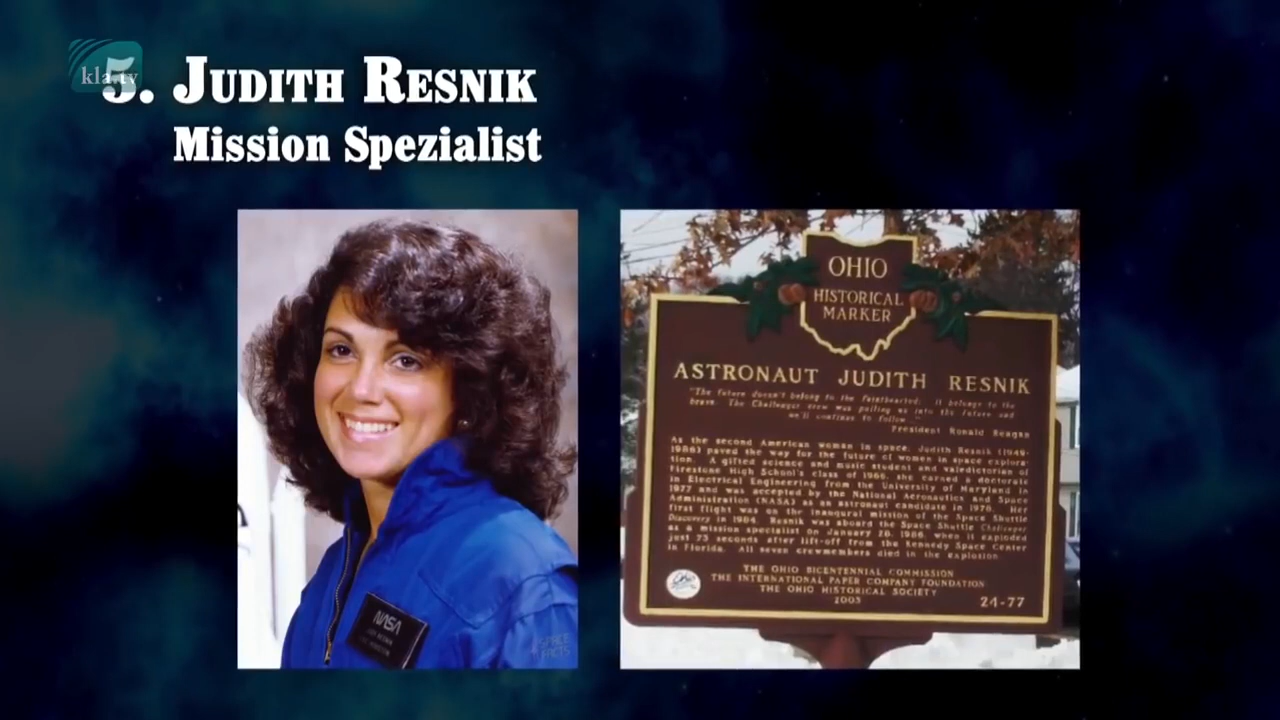 kla.tv
5. JUDITH RESNIK
Mission Spezialist
OHIO
HISTORICAL
MARKER
ASTRONAUT JUDITH RESNIK
"The future doesn't belong to the fainthearted; it belongs to the
brave. The Challenger crew was pulling us into the future and
we'll continue to follow
President Ronald Reagan
As the second American woman in space, Judith Resnik (1949-
1986) paved the way for the future of women in space explora-
tion. A gifted science and music student and valedictorian of
Firestone High School's class of 1966, she earned a doctorate
in Electrical Engineering from the University of Maryland in
1977 and was accepted by the National Aeronautics and Space
Administration (NASA) as an astronaut candidate in 1978. Her
first flight was on the inaugural mission of the Space Shuttle
Discovery in 1984. Resnik was aboard the Space Shuttle Challenger
as a mission specialist on January 28, 1986, when it exploded
just 73 seconds after lift-off from the Kennedy Space Center
in Florida. All seven crewmembers died in the explosion.
THE OHIO BICENTENNIAL COMMISSION
THE INTERNATIONAL PAPER COMPANY FOUNDATION
THE OHIO HISTORICAL SOCIETY
2003
24-77
NASA
SPACE
FACTS